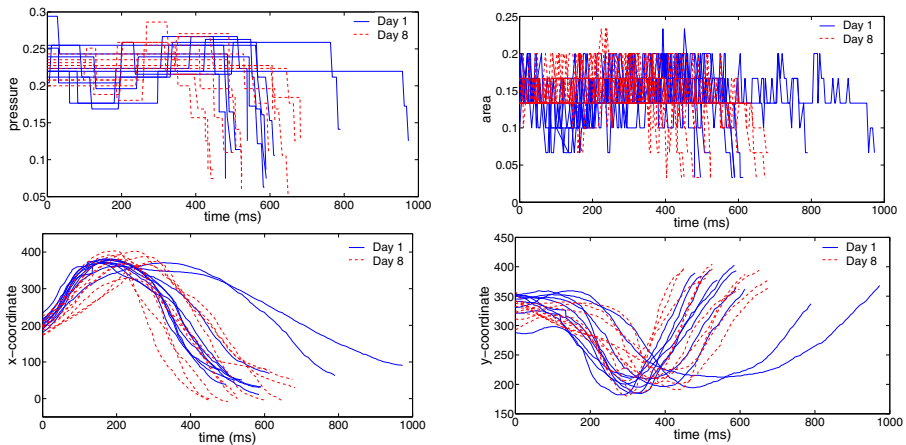 0.3
0.25
0.2
0.15
0.1
0.05
pressure
0 200 400 600 800 1000
time (ms)
Day 1
Day 8
0.25
0.2
0.15
0.1
0.05
0
area
0 200 400 600 800 1000
time (ms)
Day 1
Day 8
400
300
200
100
0
x−coordinate
0 200 400 600 800 1000
time (ms)
Day 1
Day 8
450
400
350
300
250
200
150
y−coordinate
0 200 400 600 800 1000
time (ms)
Day 1
Day 8